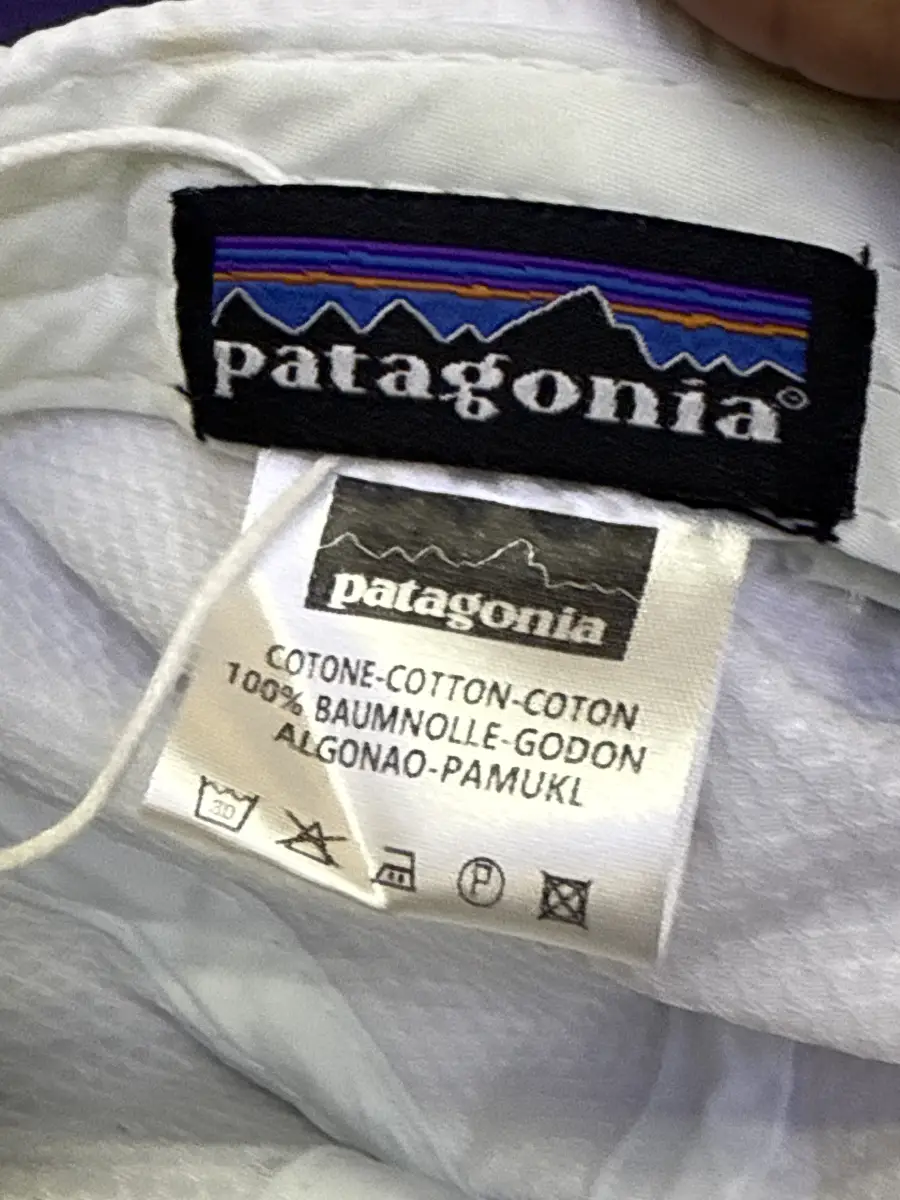 patagonia®
patagonia
COTONE-COTTON-COTON
100% BAUMNOLLE-GODON
ALGONAO-PAMUKL
30
P